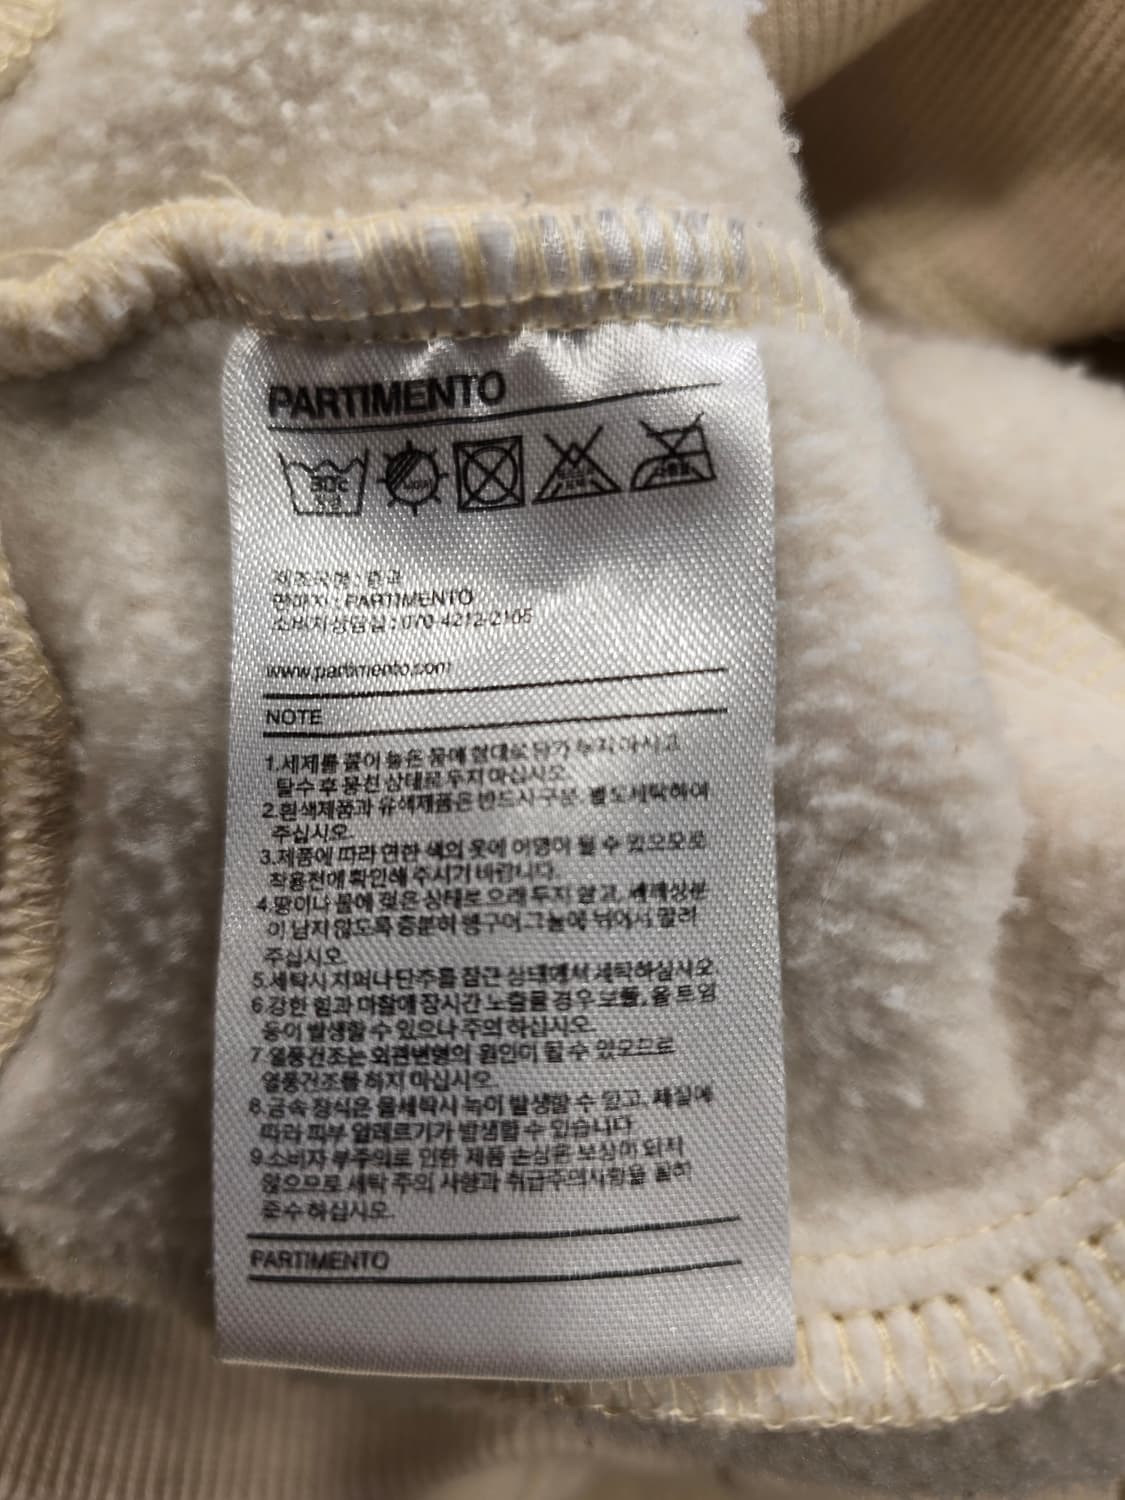 PARTIMENTO
30c
제조국명 : 중국
판매자 : PARTIMENTO
소비자상담실 : 070-4212-2105
www.partimento.com
NOTE
1.세제를 풀어 놓은 물에 형태로 담가 두지 마시고
탈수 후 뭉친 상태로 두지 마십시오.
2.흰색제품과 유색제품은 반드시 구분, 별도세탁하여
주십시오.
3.제품에 따라 연한 색의 옷에 이염이 될 수 있으므로
착용전에 확인해 주시기 바랍니다.
4.땀이나 물에 젖은 상태로 오래 두지 않고, 세제성분
이 남지 않도록 충분히 헹구어 그늘에 뉘어서 말려
주십시오.
5.세탁시 지퍼나 단추를 잠근 상태에서 세탁하십시오.
6.강한 힘과 마찰에 장시간 노출될 경우 보풀, 올 트임
등이 발생할 수 있으니 주의 하십시오.
7.열풍건조는 외관변형의 원인이 될 수 있으므로
열풍건조를 하지 마십시오.
8.금속 장식은 물세탁시 녹이 발생할 수 있고, 체질에
따라 피부 알레르기가 발생할 수 있습니다
9.소비자 부주의로 인한 제품 손상은 보상이 되지
않으므로 세탁 주의 사항과 취급주의사항을 필히
준수 하십시오.
PARTIMENTO